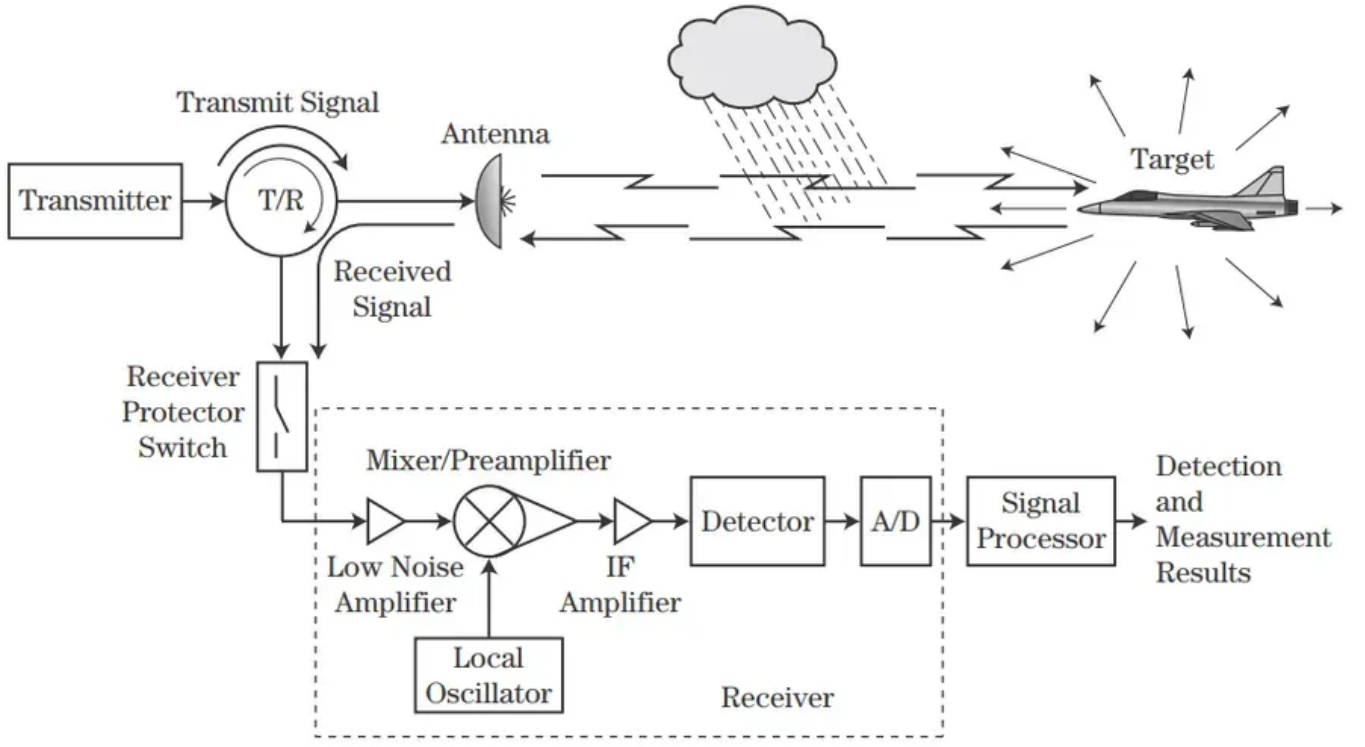 Transmit Signal
Antenna
Target
Transmitter
T/R
Received
Signal
Receiver
Protector
Switch
Mixer/Preamplifier
Detector
A/D
Signal
Processor
Detection
and
Measurement
Results
Low Noise
Amplifier
IF
Amplifier
Local
Oscillator
Receiver